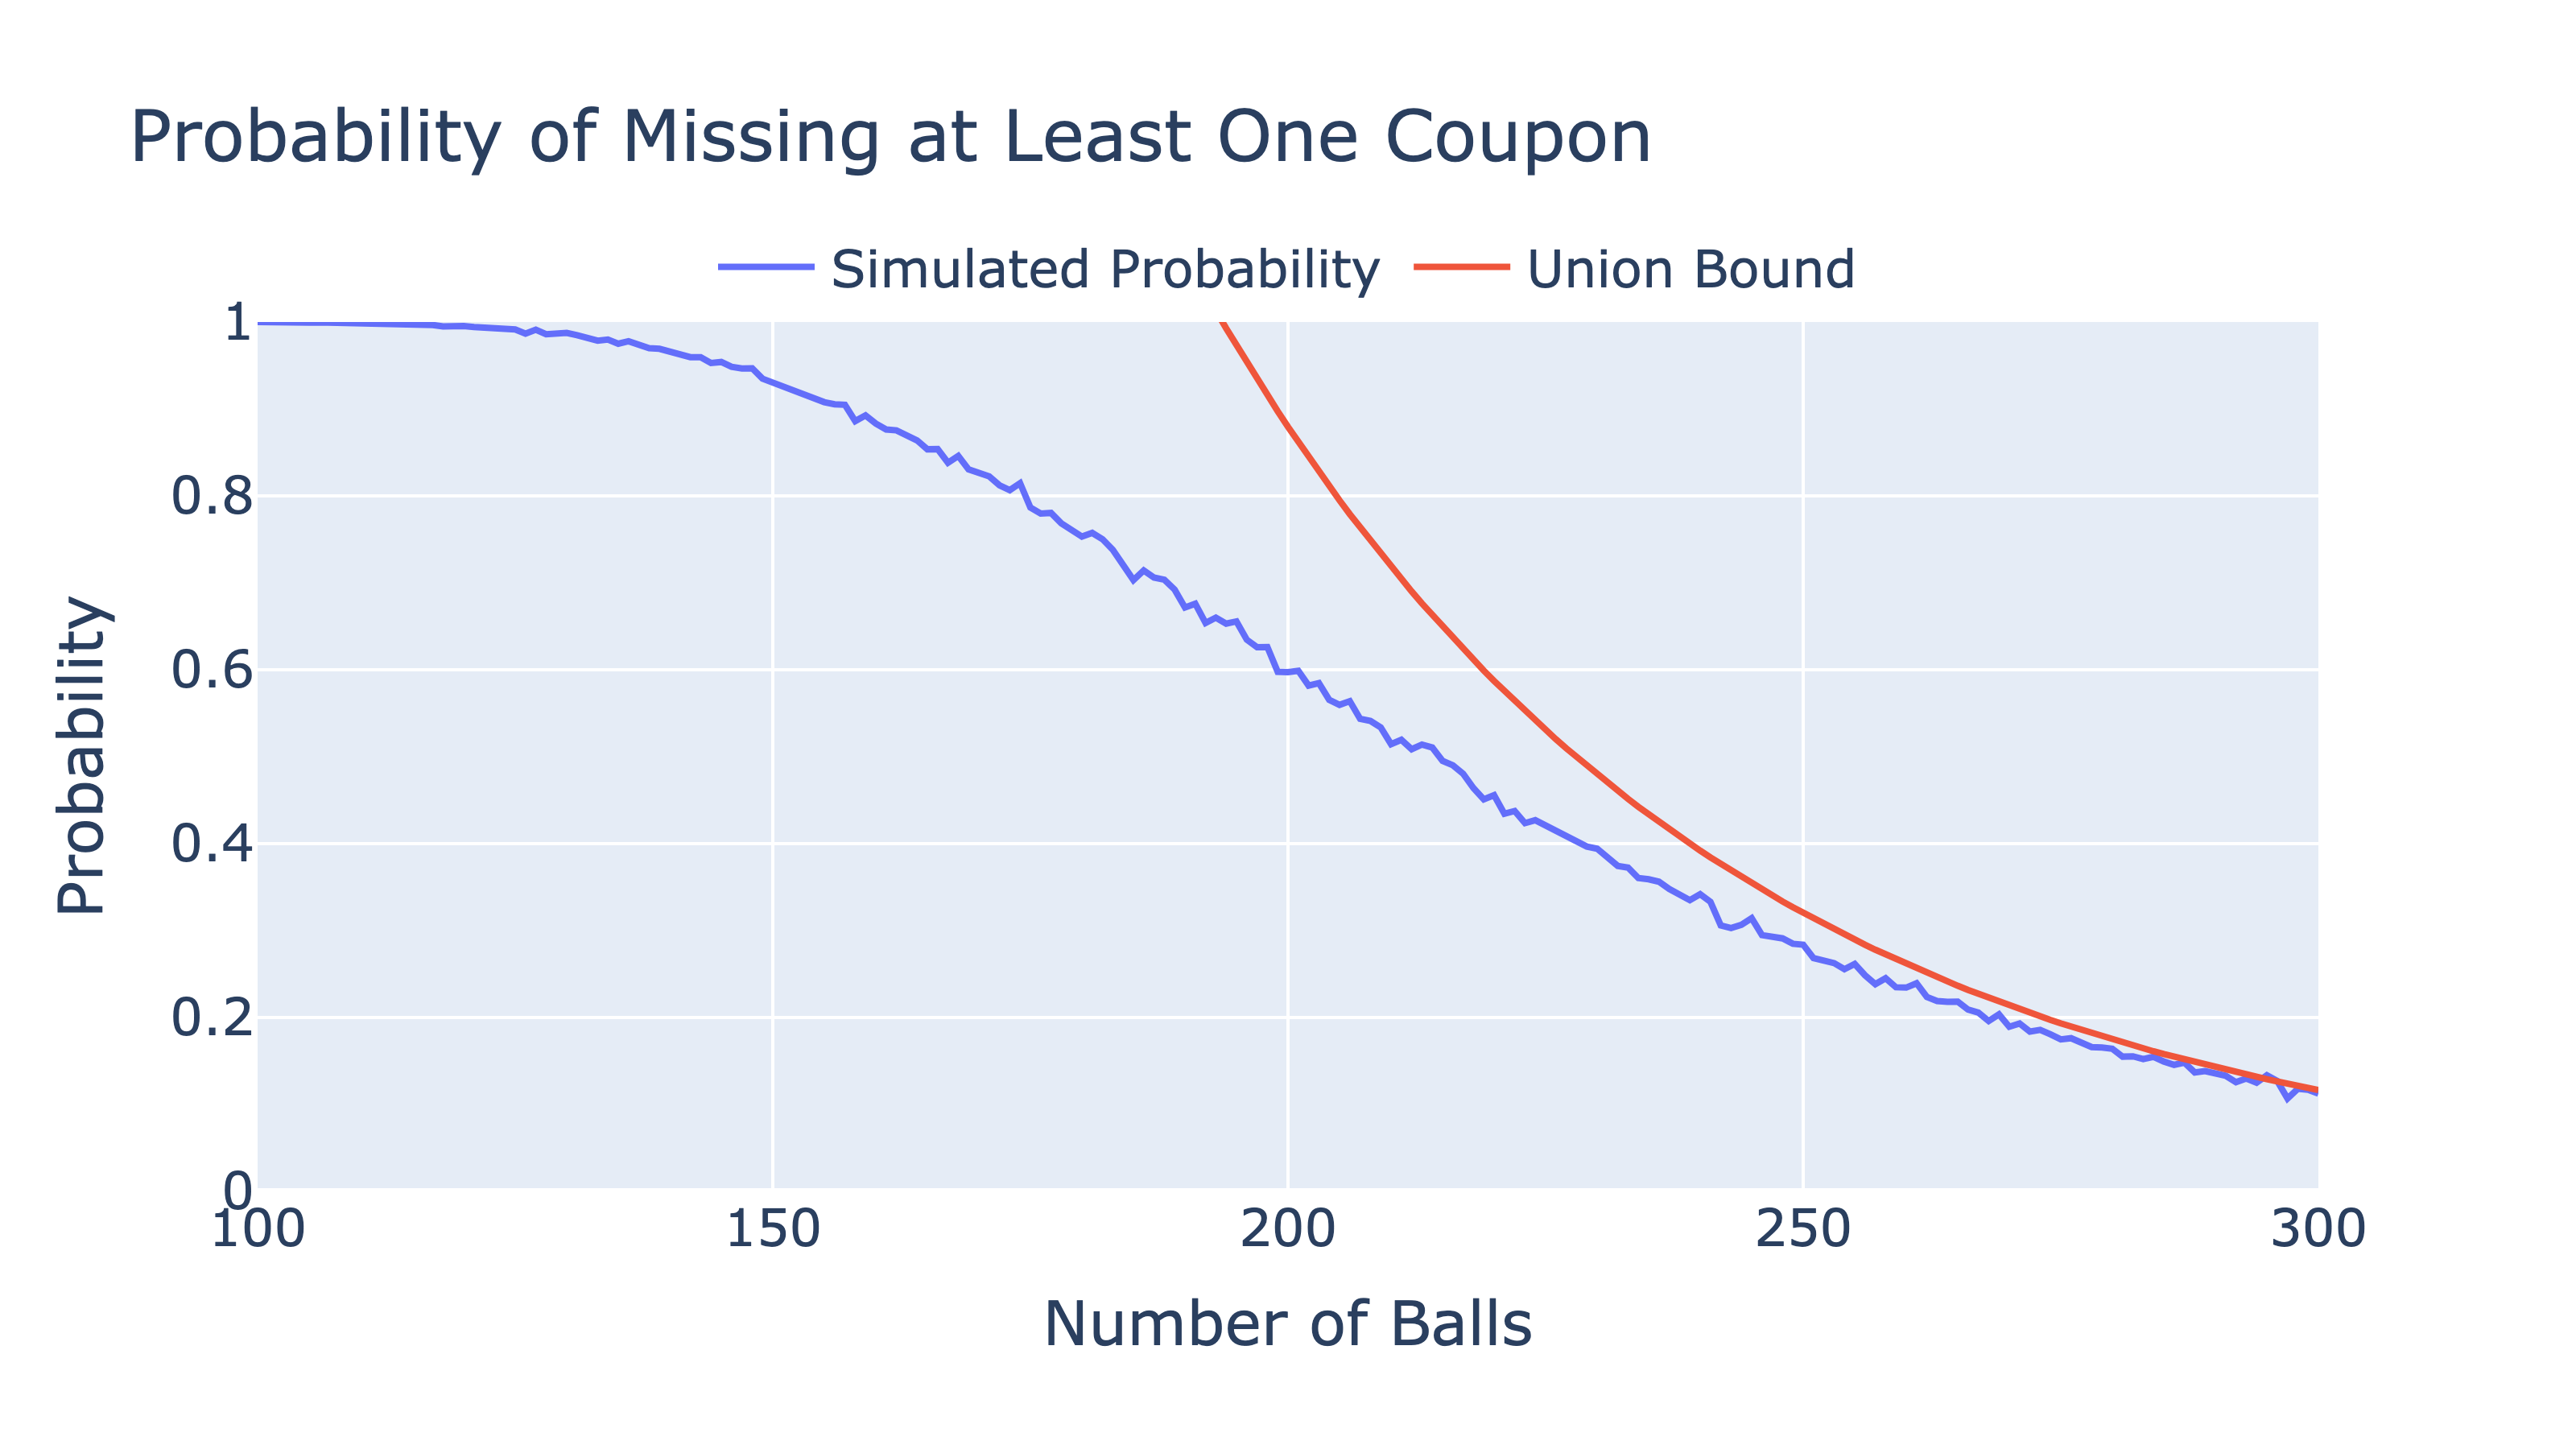 Probability of Missing at Least One Coupon
Simulated Probability Union Bound
1
0.8
0.6
0.4
0.2
0
Probability
100 150 200 250 300
Number of Balls